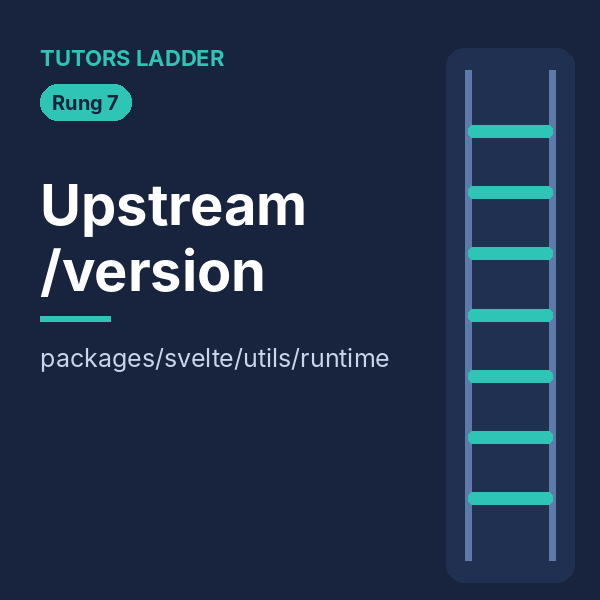 TUTORS LADDER
Rung 7
Upstream
/version
packages/svelte/utils/runtime